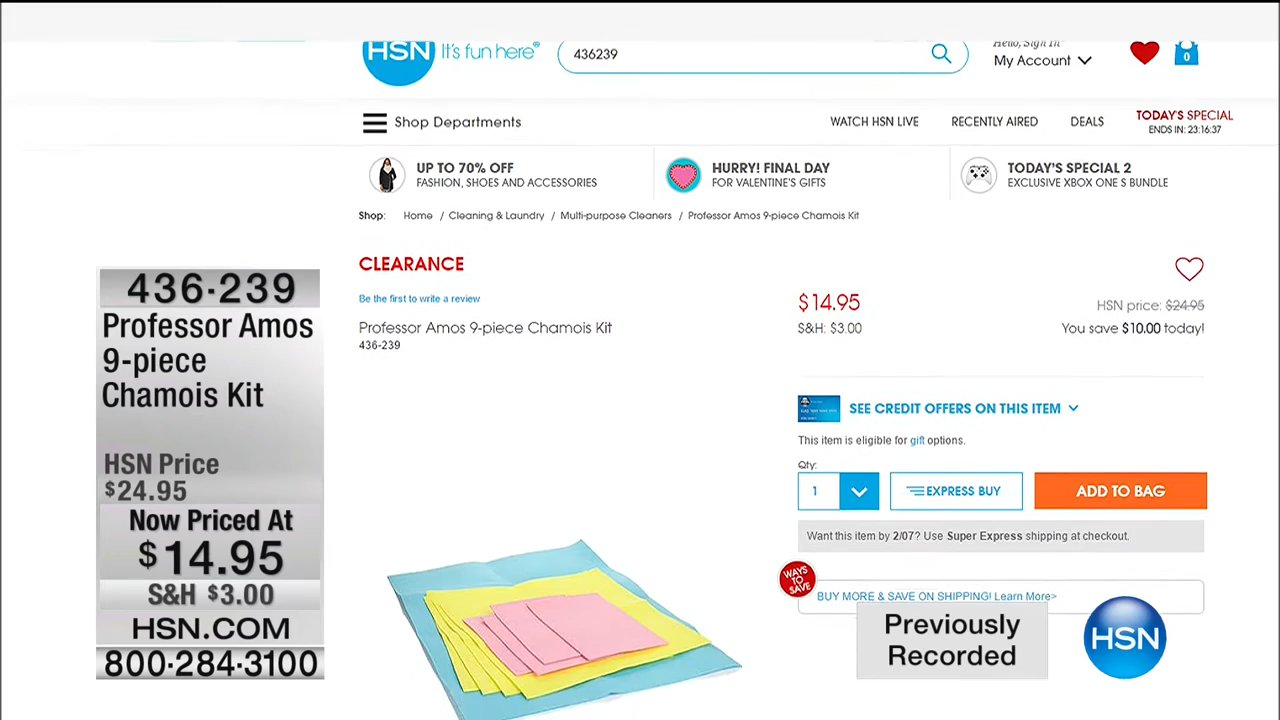 HSN It's fun here®
436239
Hello, Sign In
My Account
0
Shop Departments
WATCH HSN LIVE
RECENTLY AIRED
DEALS
TODAY'S SPECIAL
ENDS IN: 23:16:37
UP TO 70% OFF
FASHION, SHOES AND ACCESSORIES
HURRY! FINAL DAY
FOR VALENTINE'S GIFTS
TODAY'S SPECIAL 2
EXCLUSIVE XBOX ONE S BUNDLE
Shop: Home / Cleaning & Laundry / Multi-purpose Cleaners / Professor Amos 9-piece Chamois Kit
CLEARANCE
Be the first to write a review
Professor Amos 9-piece Chamois Kit
436-239
$14.95
S&H: $3.00
HSN price: $24.95
You save $10.00 today!
SEE CREDIT OFFERS ON THIS ITEM
This item is eligible for gift options.
Qty:
1
EXPRESS BUY
ADD TO BAG
Want this item by 2/07? Use Super Express shipping at checkout.
WAYS
TO
SAVE
BUY MORE & SAVE ON SHIPPING! Learn More>
436·239
Professor Amos
9-piece
Chamois Kit
HSN Price
$24.95
Now Priced At
$14.95
S&H $3.00
HSN.COM
800·284·3100
Previously
Recorded
HSN